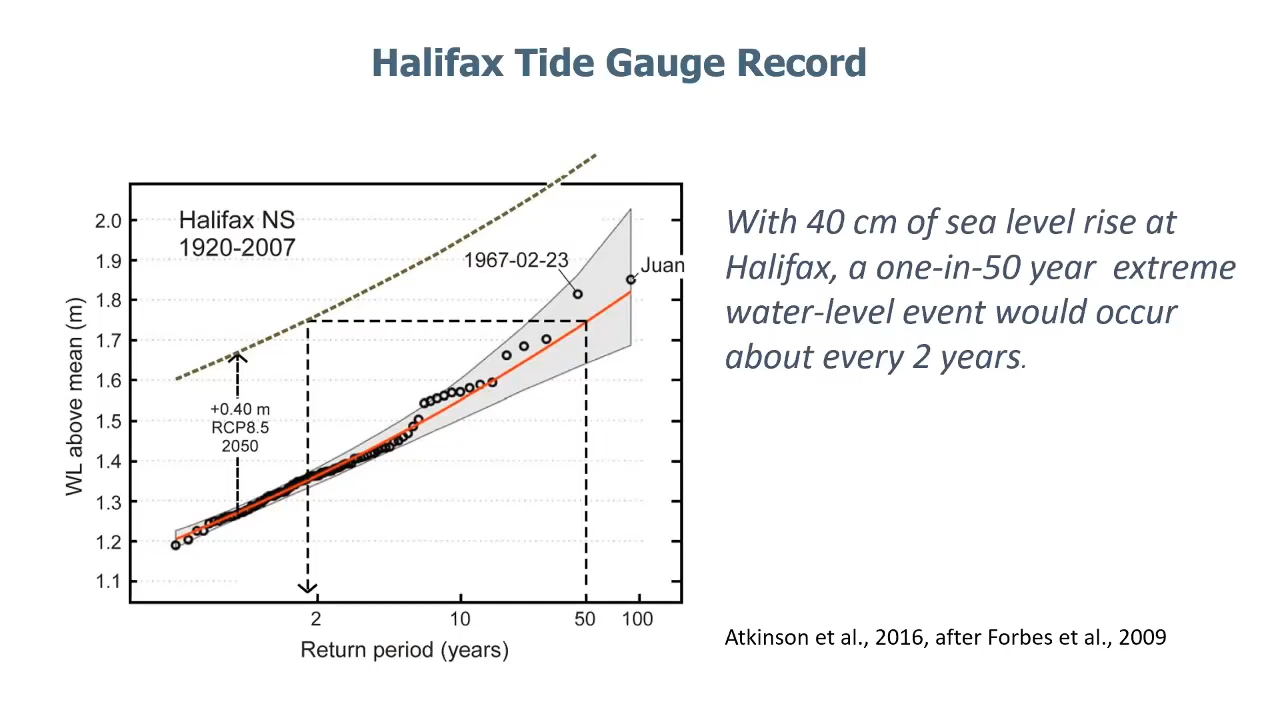 Halifax Tide Gauge Record
Halifax NS
1920-2007
1967-02-23
Juan
+0.40 m
RCP8.5
2050
WL above mean (m)
2.0
1.9
1.8
1.7
1.6
1.5
1.4
1.3
1.2
1.1
2 10 50 100
Return period (years)
With 40 cm of sea level rise at
Halifax, a one-in-50 year extreme
water-level event would occur
about every 2 years.
Atkinson et al., 2016, after Forbes et al., 2009